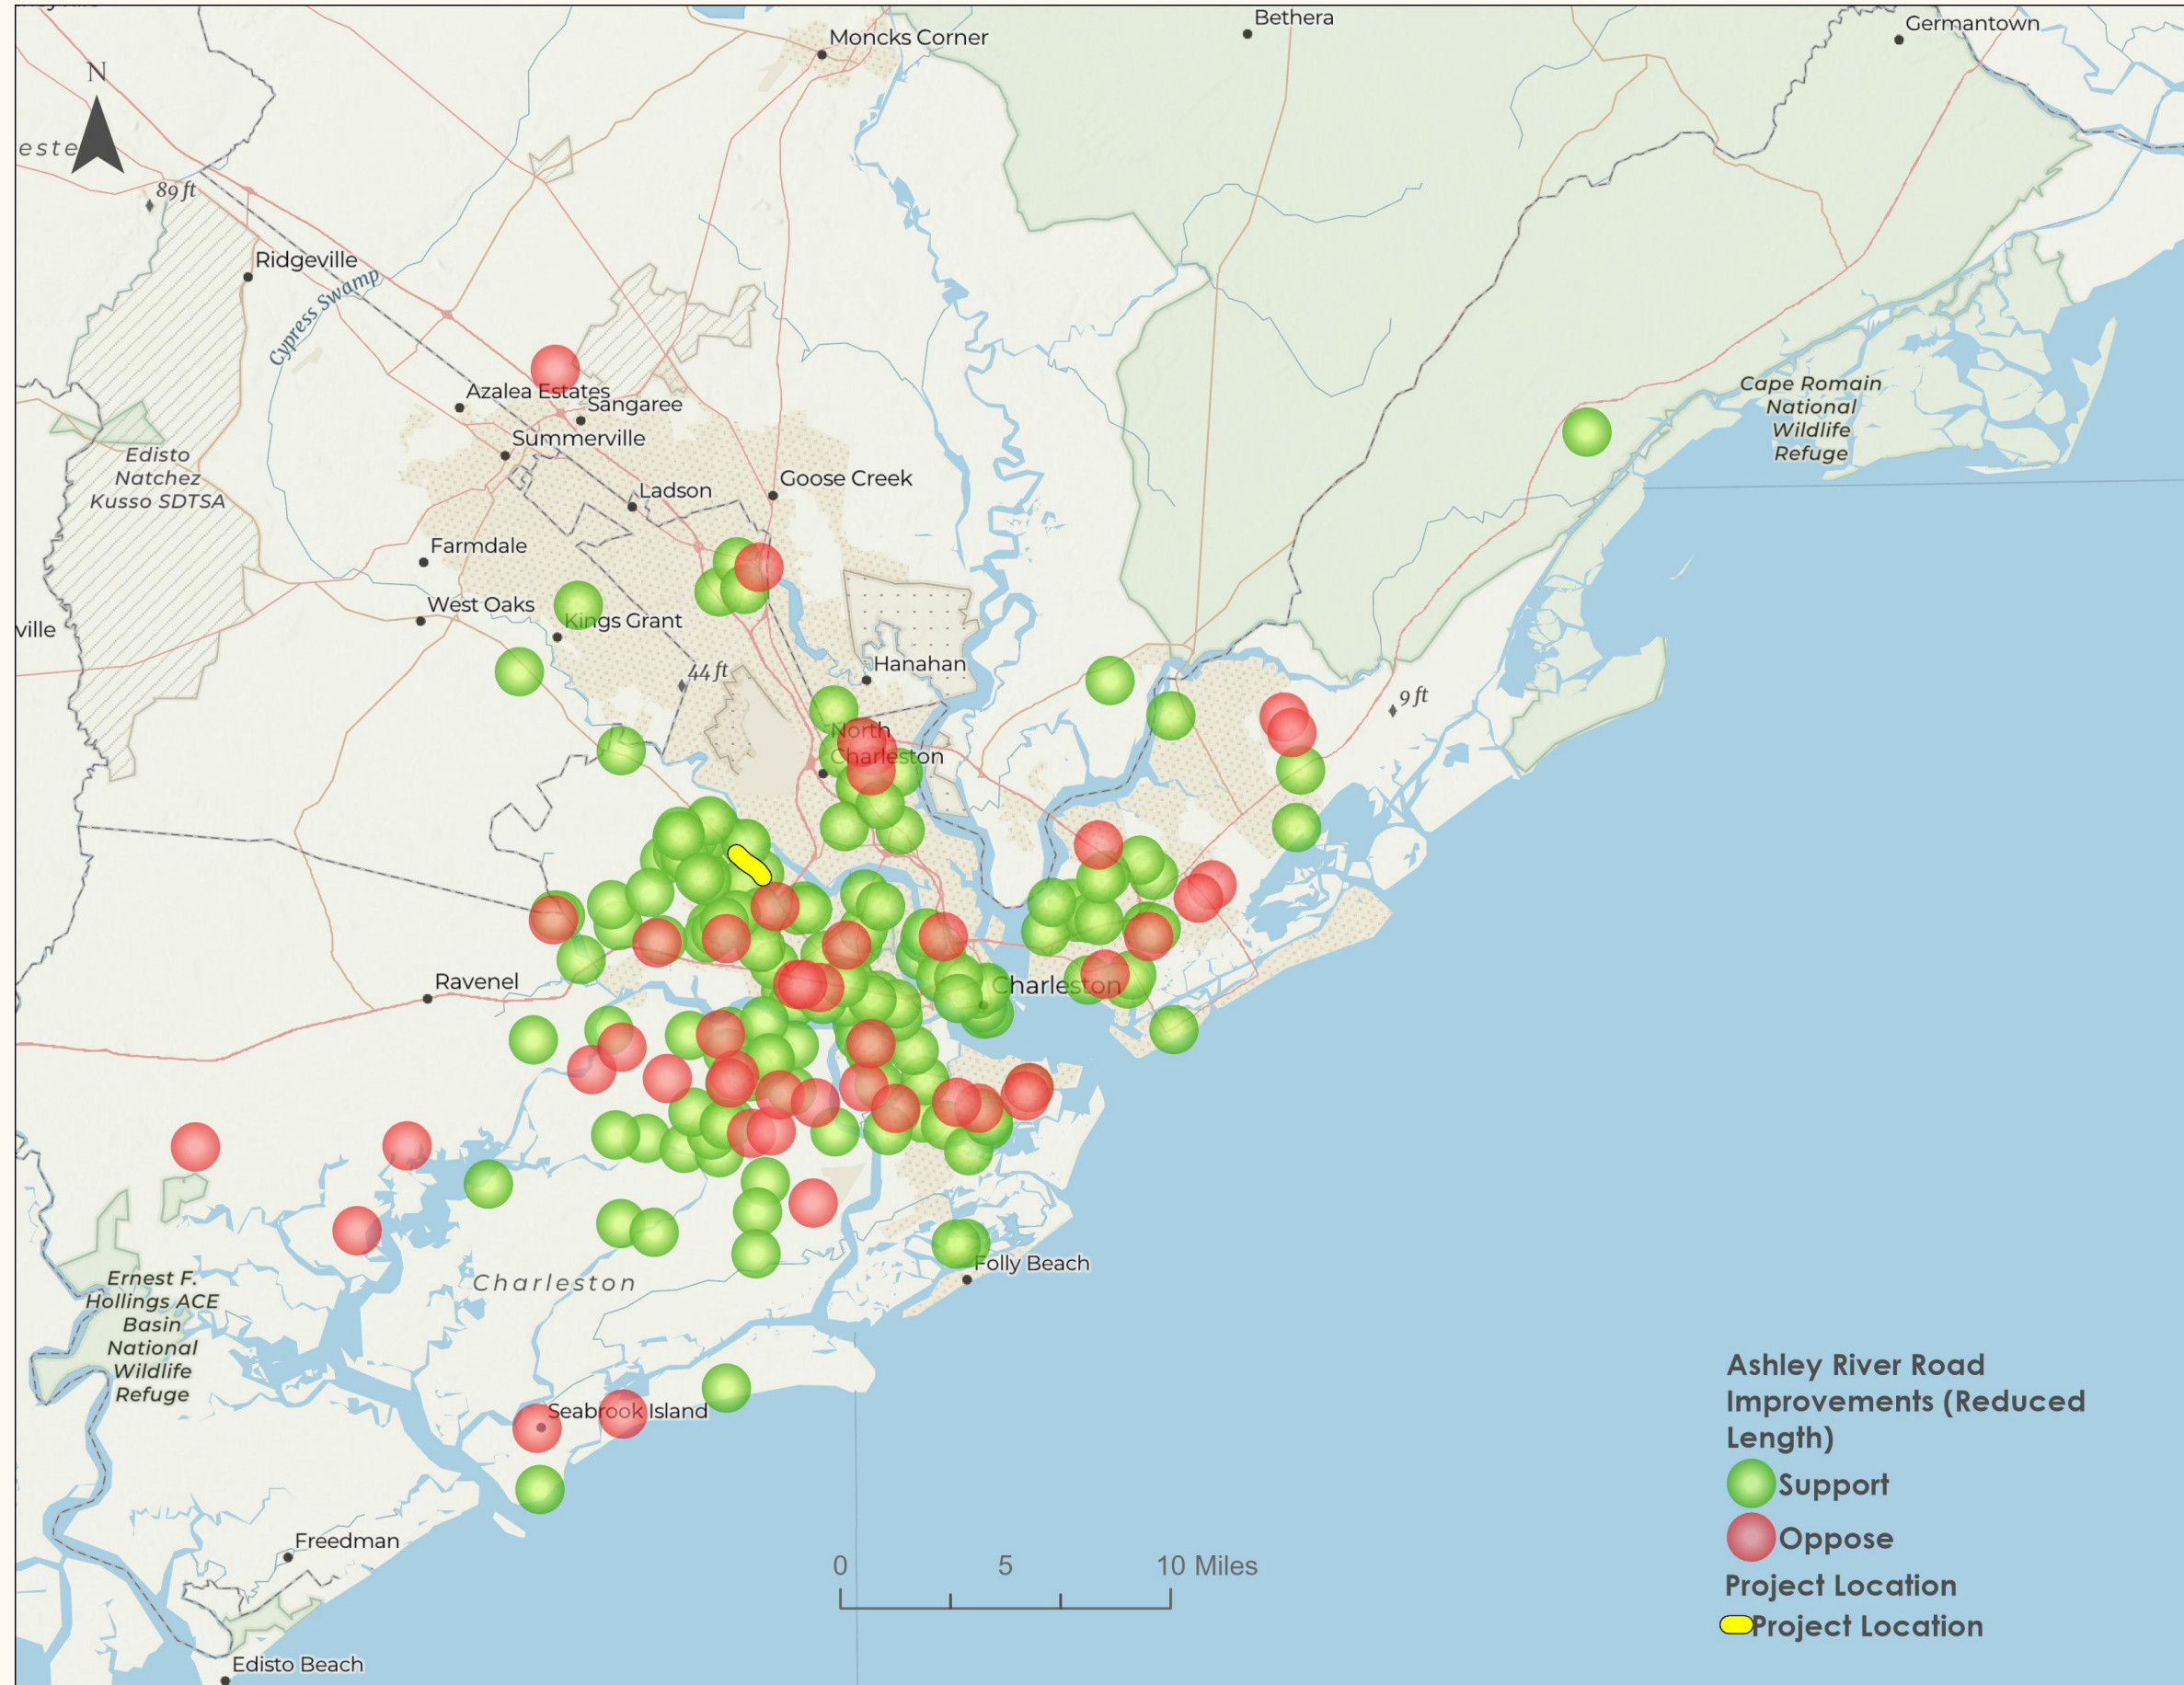 Moncks Corner
Bethera
Germantown
N
este
89 ft
Ridgeville
Cypress Swamp
Azalea Estates
Sangaree
Summerville
Cape Romain
National
Wildlife
Refuge
Edisto
Natchez
Kusso SDTSA
Goose Creek
Ladson
Farmdale
West Oaks
Kings Grant
ville
44 ft
Hanahan
9 ft
North
Charleston
Ravenel
Charleston
Folly Beach
Charleston
Ernest F.
Hollings ACE
Basin
National
Wildlife
Refuge
Seabrook Island
Freedman
Edisto Beach
0 5 10 Miles
Ashley River Road
Improvements (Reduced
Length)
Support
Oppose
Project Location
Project Location